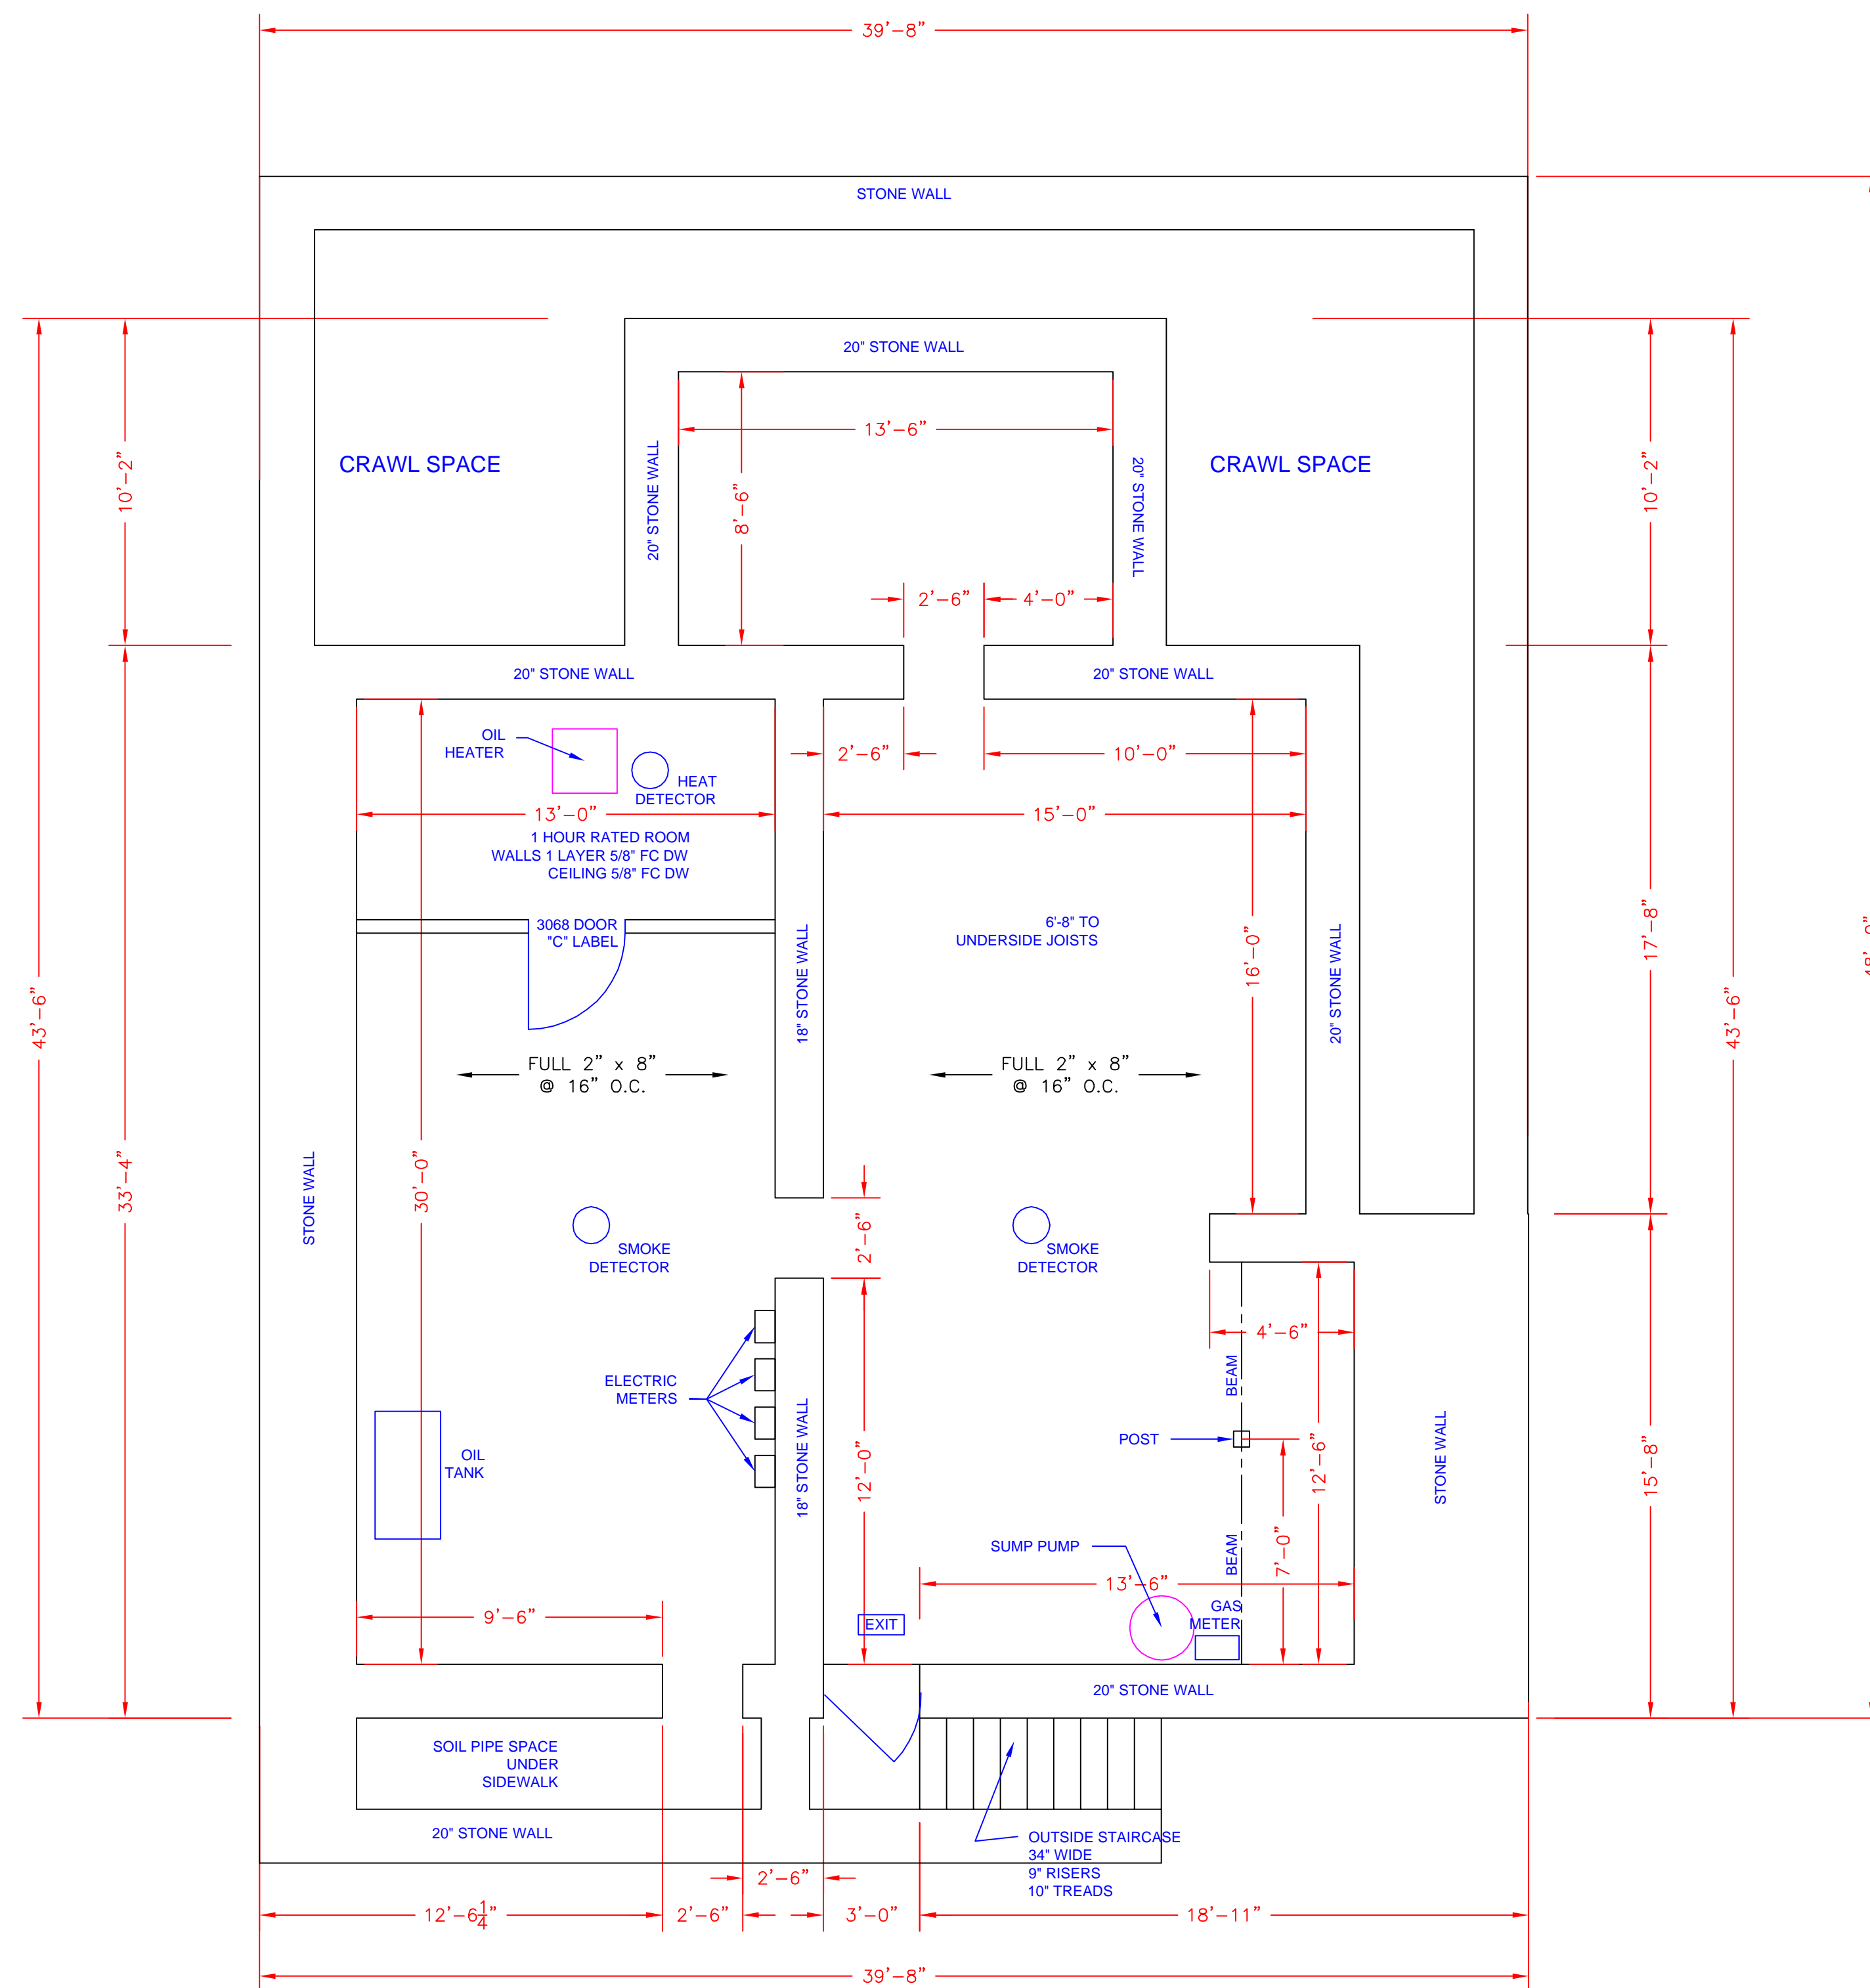 39'-8"
STONE WALL
20" STONE WALL
13'-6"
CRAWL SPACE
CRAWL SPACE
20" STONE WALL
20" STONE WALL
10'-2"
8'-6"
10'-2"
2'-6"
4'-0"
20" STONE WALL
20" STONE WALL
OIL
HEATER
2'-6"
10'-0"
HEAT
DETECTOR
13'-0"
15'-0"
1 HOUR RATED ROOM
WALLS 1 LAYER 5/8" FC DW
CEILING 5/8" FC DW
3068 DOOR
"C" LABEL
6'-8" TO
UNDERSIDE JOISTS
18" STONE WALL
16'-0"
20" STONE WALL
17'-8"
43'-6"
43'-6"
FULL 2" x 8"
@ 16" O.C.
FULL 2" x 8"
@ 16" O.C.
STONE WALL
33'-4"
30'-0"
2'-6"
SMOKE
DETECTOR
SMOKE
DETECTOR
4'-6"
BEAM
ELECTRIC
METERS
18" STONE WALL
POST
12'-0"
12'-6"
STONE WALL
15'-8"
OIL
TANK
SUMP PUMP
BEAM
7'-0"
13'-6"
9'-6"
EXIT
GAS
METER
20" STONE WALL
SOIL PIPE SPACE
UNDER
SIDEWALK
20" STONE WALL
OUTSIDE STAIRCASE
34" WIDE
9" RISERS
10" TREADS
2'-6"
12'-6 1/4"
2'-6"
3'-0"
18'-11"
39'-8"